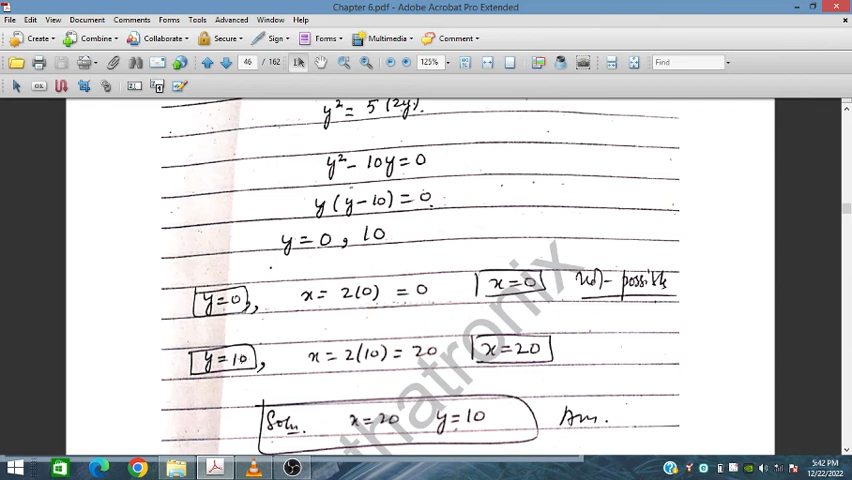 Chapter 6.pdf - Adobe Acrobat Pro Extended
File Edit View Document Comments Forms Tools Advanced Window Help
Create Combine Collaborate Secure Sign Forms Multimedia Comment
46 / 162 125% Find
y² = 5 (2y).
y² - 10y = 0
y (y - 10) = 0.
y = 0, 10
y = 0, x = 2(0) = 0 x = 0 not - possible
y = 10, x = 2(10) = 20 x = 20
Soln. x = 20 y = 10 Ans.
thatronix
5:42 PM
12/22/2022